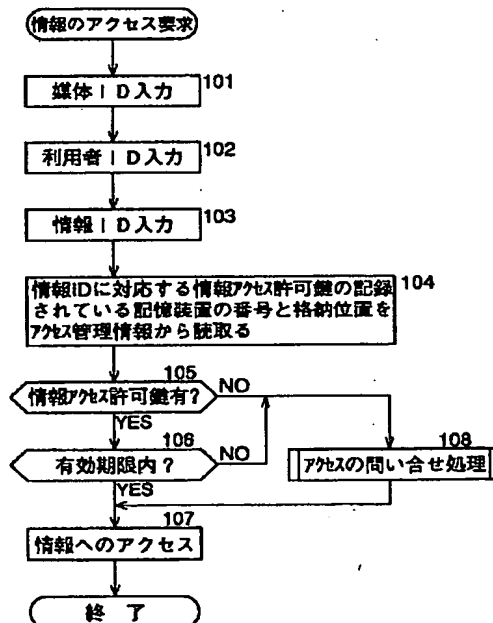 情報のアクセス要求
媒体ID入力
101
利用者ID入力
102
情報ID入力
103
情報IDに対応する情報アクセス許可鍵の記録
されている記憶装置の番号と格納位置を
アクセス管理情報から読取る
104
105
情報アクセス許可鍵有?
NO
YES
106
有効期限内?
NO
YES
108
アクセスの問い合せ処理
107
情報へのアクセス
終了